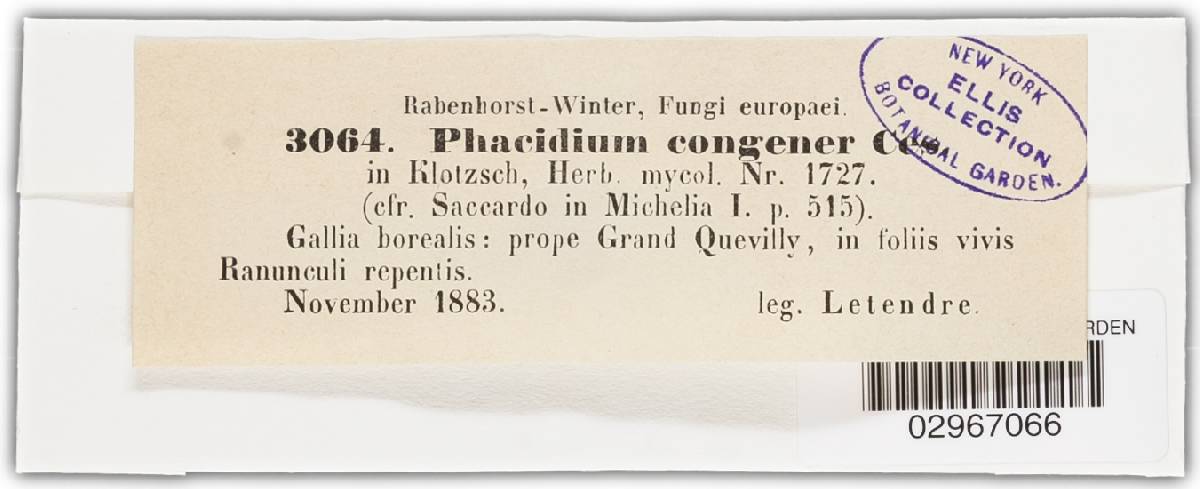 Rabenhorst-Winter, Fungi europaei.
3064. Phacidium congener Ces.
in Klotzsch, Herb. mycol. Nr. 1727.
(cfr. Saccardo in Michelia I. p. 515).
Gallia borealis: prope Grand Quevilly, in foliis vivis
Ranunculi repentis.
November 1883. leg. Letendre.
NEW YORK
ELLIS
COLLECTION
BOTANICAL GARDEN.
RDEN
02967066